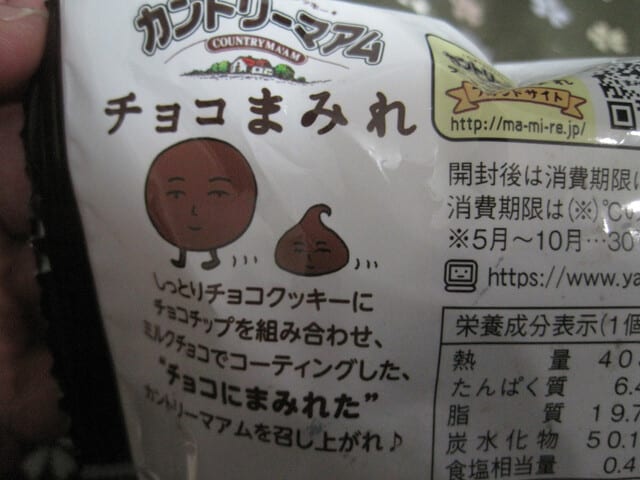 カントリーマアム
COUNTRY MA'AM
チョコまみれ
しっとりチョコクッキーに
チョコチップを組み合わせ、
ミルクチョコでコーティングした、
“チョコにまみれた”
カントリーマアムを召し上がれ♪
http://ma-mi-re.jp/
開封後は消費期限
消費期限は(※)℃
※5月〜10月…30
https://www.ya
栄養成分表示(1個
熱量 40
たんぱく質 6.4
脂質 19.7
炭水化物 50.1
食塩相当量 0.4